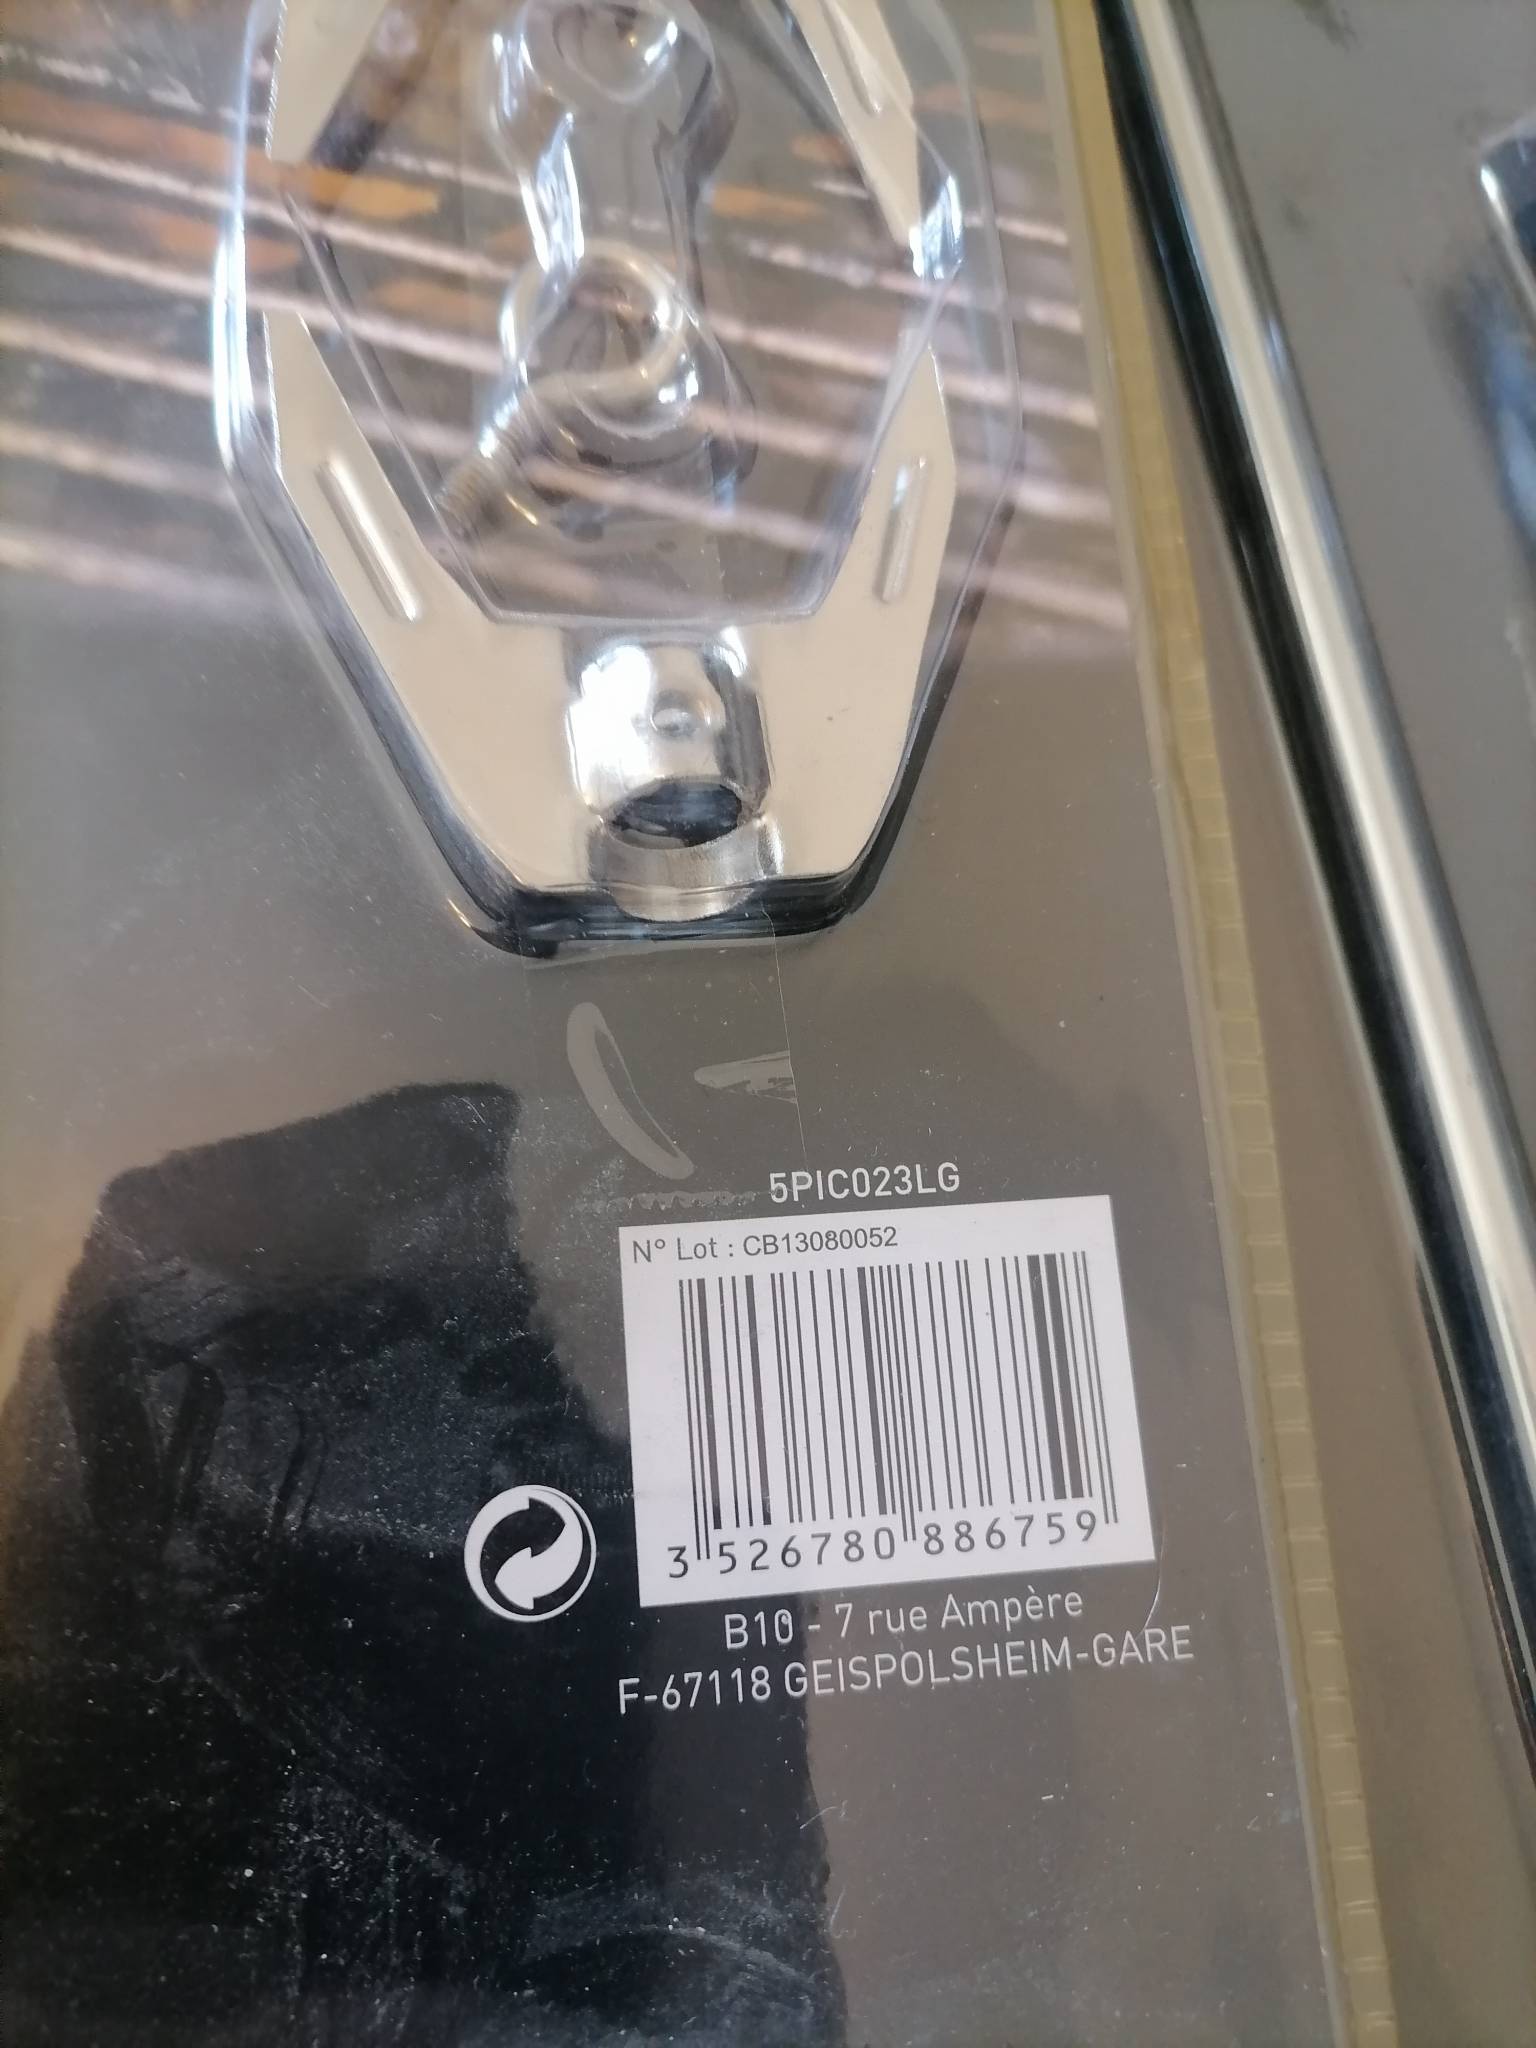 5PIC023LG
N° Lot : CB13080052
3 526780 886759
B10 - 7 rue Ampère
F-67118 GEISPOLSHEIM-GARE